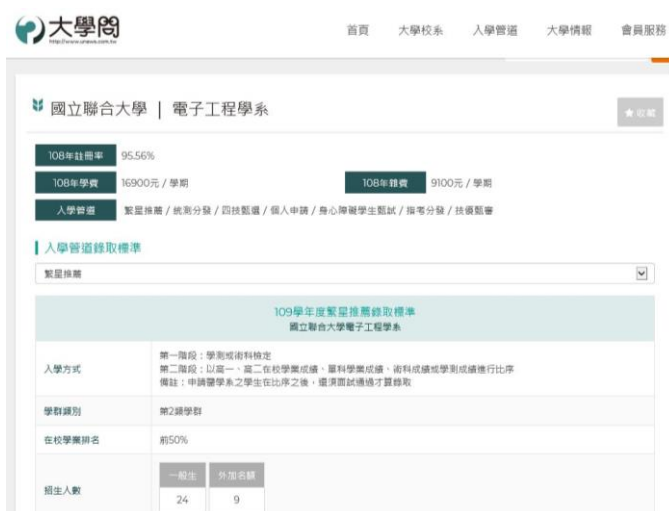 大學問
http://www.unews.com.tw
首頁 大學校系 入學管道 大學情報 會員服務
國立聯合大學 | 電子工程學系
★收藏
108年註冊率 95.56%
108年學費 16900元 / 學期 108年雜費 9100元 / 學期
入學管道 繁星推薦 / 統測分發 / 四技甄選 / 個人申請 / 身心障礙學生甄試 / 指考分發 / 技優甄審
入學管道錄取標準
繁星推薦
109學年度繁星推薦錄取標準
國立聯合大學電子工程學系
第一階段：學測或術科檢定
入學方式 第二階段：以高一、高二在校學業成績、單科學業成績、術科成績或學測成績進行比序
備註：申請醫學系之學生在比序之後，還須面試通過才算錄取
學群類別 第2類學群
在校學業排名 前50%
一般生 外加名額
招生人數 24 9